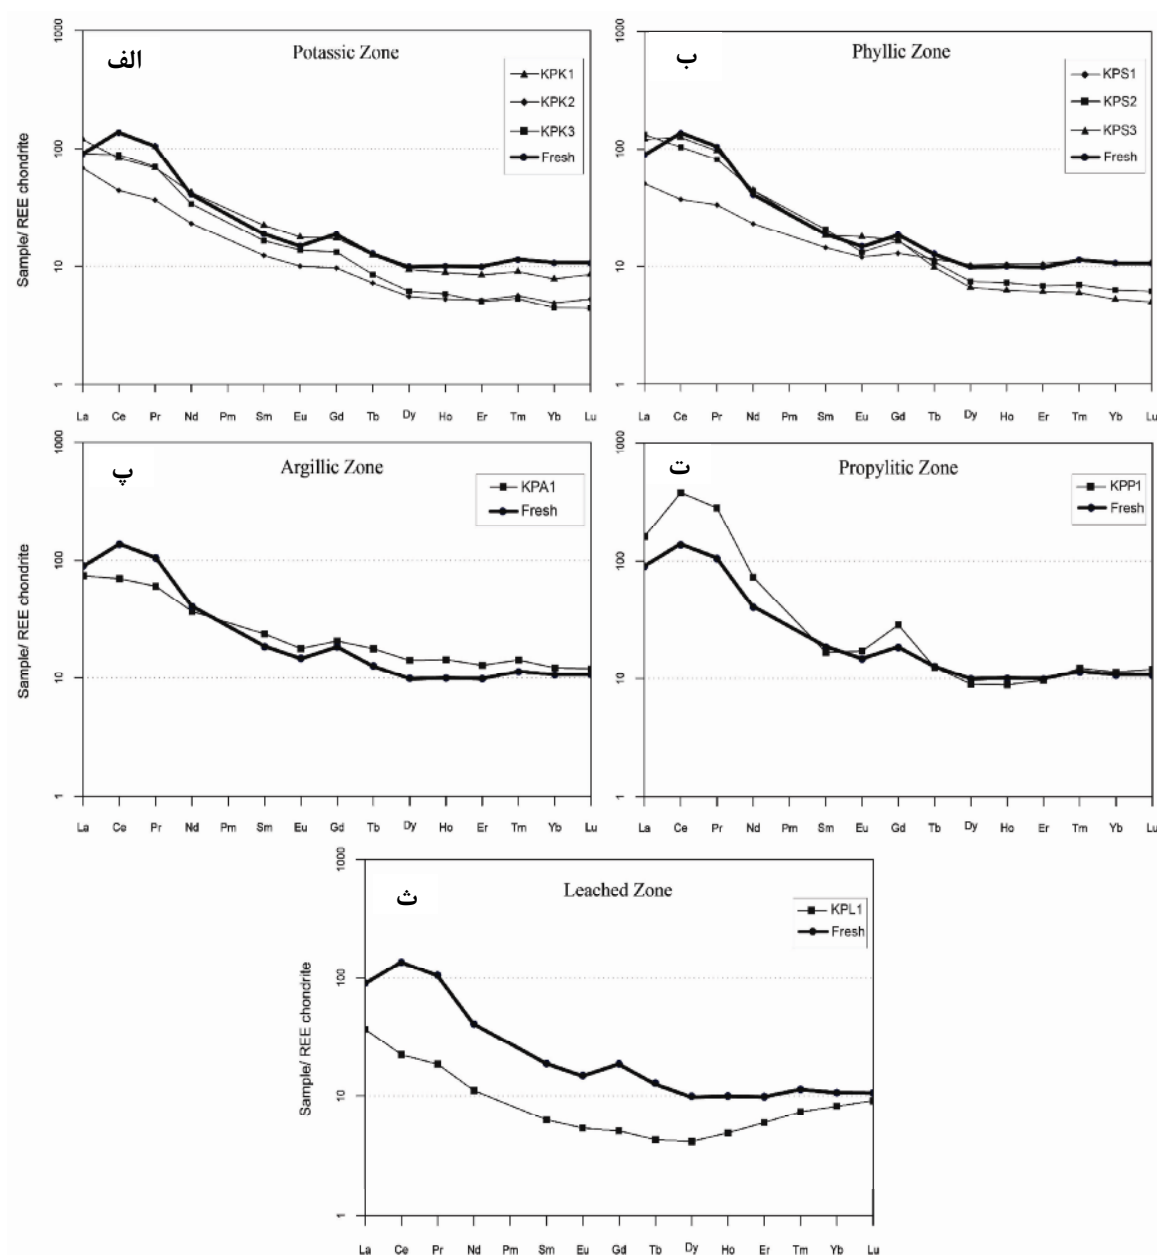 الف
Potassic Zone
KPK1
KPK2
KPK3
Fresh
Sample/ REE chondrite
1000
100
10
1
La Ce Pr Nd Pm Sm Eu Gd Tb Dy Ho Er Tm Yb Lu
ب
Phyllic Zone
KPS1
KPS2
KPS3
Fresh
1000
100
10
1
La Ce Pr Nd Pm Sm Eu Gd Tb Dy Ho Er Tm Yb Lu
پ
Argillic Zone
KPA1
Fresh
Sample/ REE chondrite
1000
100
10
1
La Ce Pr Nd Pm Sm Eu Gd Tb Dy Ho Er Tm Yb Lu
ت
Propylitic Zone
KPP1
Fresh
1000
100
10
1
La Ce Pr Nd Pm Sm Eu Gd Tb Dy Ho Er Tm Yb Lu
ث
Leached Zone
KPL1
Fresh
Sample/ REE chondrite
1000
100
10
1
La Ce Pr Nd Pm Sm Eu Gd Tb Dy Ho Er Tm Yb Lu